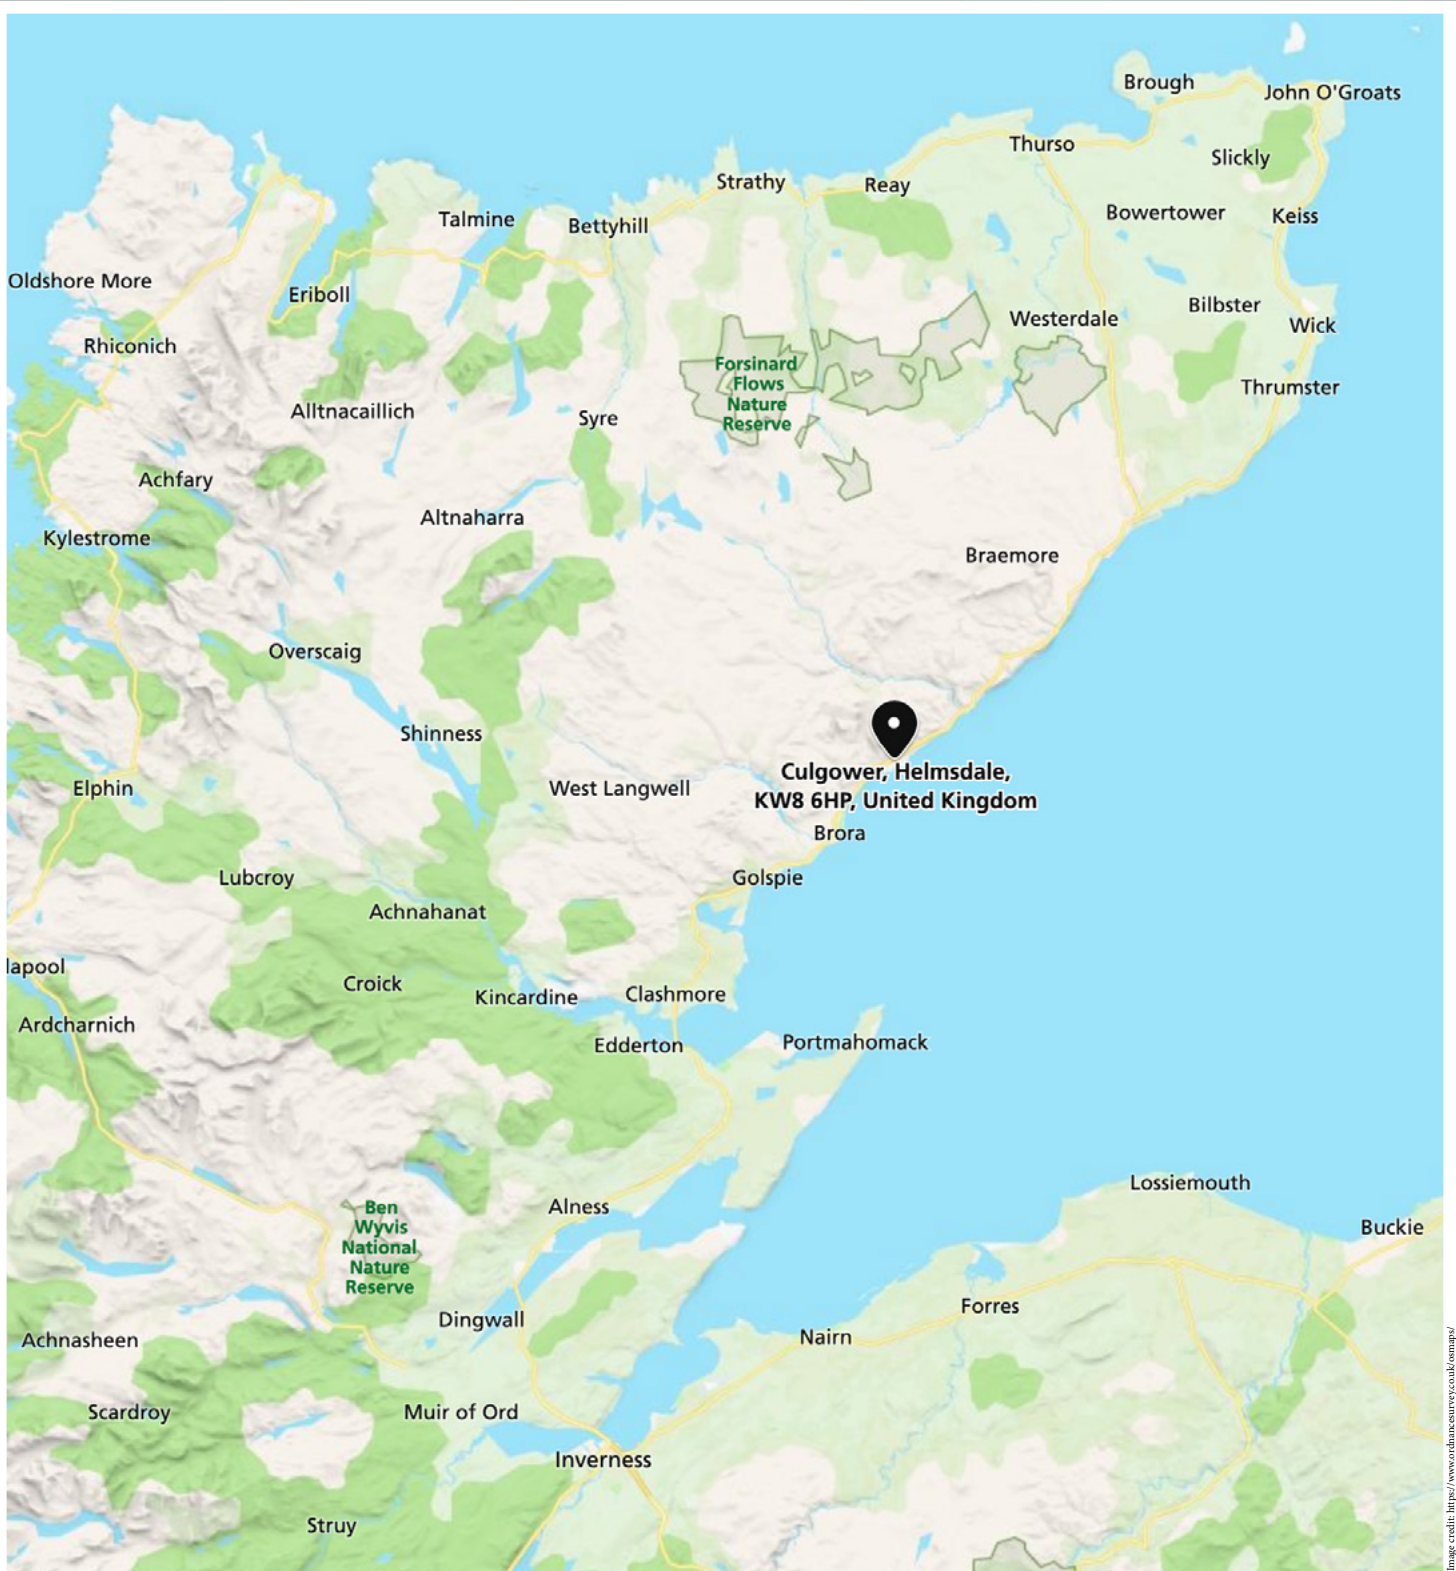 Brough
John O'Groats
Thurso
Slickly
Strathy
Reay
Bowertower
Keiss
Talmine
Bettyhill
Oldshore More
Eriboll
Bilbster
Westerdale
Wick
Rhiconich
Forsinard
Flows
Nature
Reserve
Thrumster
Alltnacaillich
Syre
Achfary
Altnaharra
Kylestrome
Braemore
Overscaig
Shinness
Culgower, Helmsdale,
KW8 6HP, United Kingdom
Elphin
West Langwell
Brora
Lubcroy
Golspie
Achnahanat
lapool
Croick
Kincardine
Clashmore
Ardcharnich
Edderton
Portmahomack
Lossiemouth
Alness
Ben
Wyvis
National
Nature
Reserve
Buckie
Forres
Dingwall
Nairn
Achnasheen
Scardroy
Muir of Ord
Inverness
Struy
Image credit: https://www.ordnancesurvey.co.uk/osmaps/